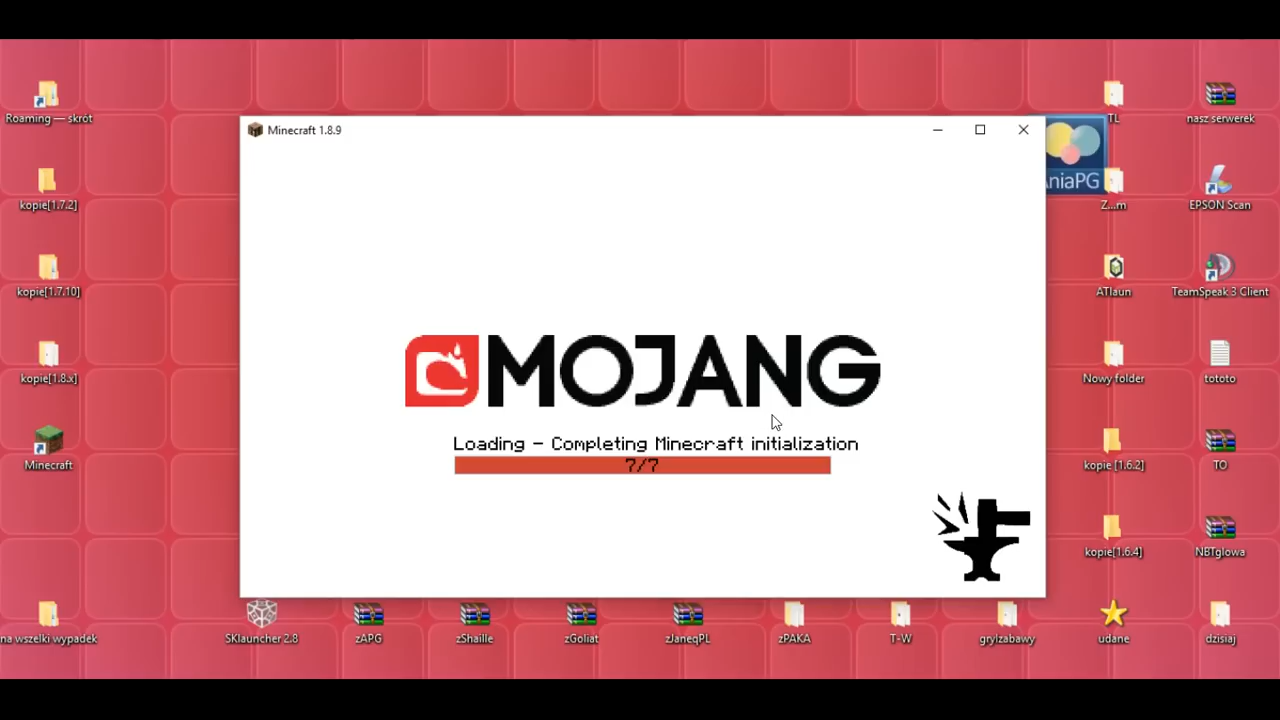 Minecraft 1.8.9
MOJANG
Loading - Completing Minecraft initialization
7/7
Roaming — skrót
kopie[1.7.2]
kopie[1.7.10]
kopie[1.8.x]
Minecraft
na wszelki wypadek
SKlauncher 2.8
zAPG
zShaille
zGoliat
zJaneqPL
zPAKA
T-W
gryIzabawy
udane
dzisiaj
TL
nasz serwerek
AniaPG
Z...m
EPSON Scan
ATlaun
TeamSpeak 3 Client
Nowy folder
tototo
kopie [1.6.2]
TO
kopie[1.6.4]
NBTglowa